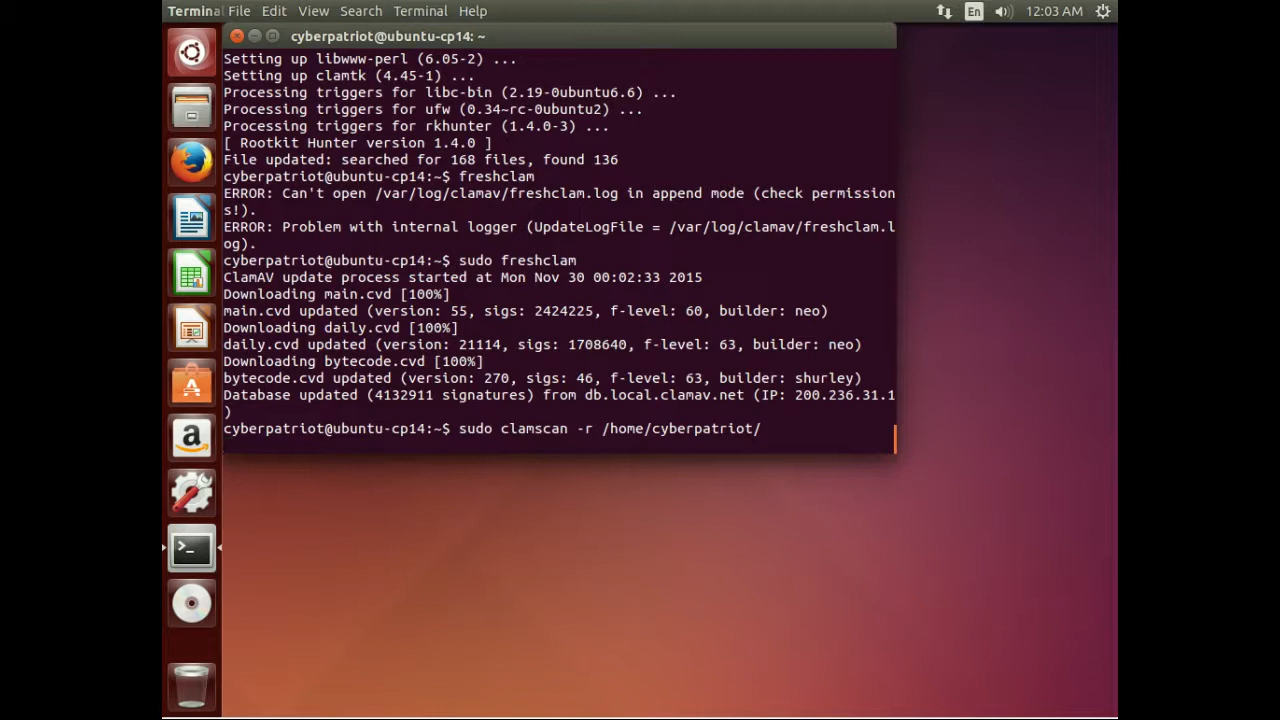 Terminal File Edit View Search Terminal Help En 12:03 AM
cyberpatriot@ubuntu-cp14: ~
Setting up libwww-perl (6.05-2) ...
Setting up clamtk (4.45-1) ...
Processing triggers for libc-bin (2.19-0ubuntu6.6) ...
Processing triggers for ufw (0.34~rc-0ubuntu2) ...
Processing triggers for rkhunter (1.4.0-3) ...
[ Rootkit Hunter version 1.4.0 ]
File updated: searched for 168 files, found 136
cyberpatriot@ubuntu-cp14:~$ freshclam
ERROR: Can't open /var/log/clamav/freshclam.log in append mode (check permission
s!).
ERROR: Problem with internal logger (UpdateLogFile = /var/log/clamav/freshclam.l
og).
cyberpatriot@ubuntu-cp14:~$ sudo freshclam
ClamAV update process started at Mon Nov 30 00:02:33 2015
Downloading main.cvd [100%]
main.cvd updated (version: 55, sigs: 2424225, f-level: 60, builder: neo)
Downloading daily.cvd [100%]
daily.cvd updated (version: 21114, sigs: 1708640, f-level: 63, builder: neo)
Downloading bytecode.cvd [100%]
bytecode.cvd updated (version: 270, sigs: 46, f-level: 63, builder: shurley)
Database updated (4132911 signatures) from db.local.clamav.net (IP: 200.236.31.1
)
cyberpatriot@ubuntu-cp14:~$ sudo clamscan -r /home/cyberpatriot/